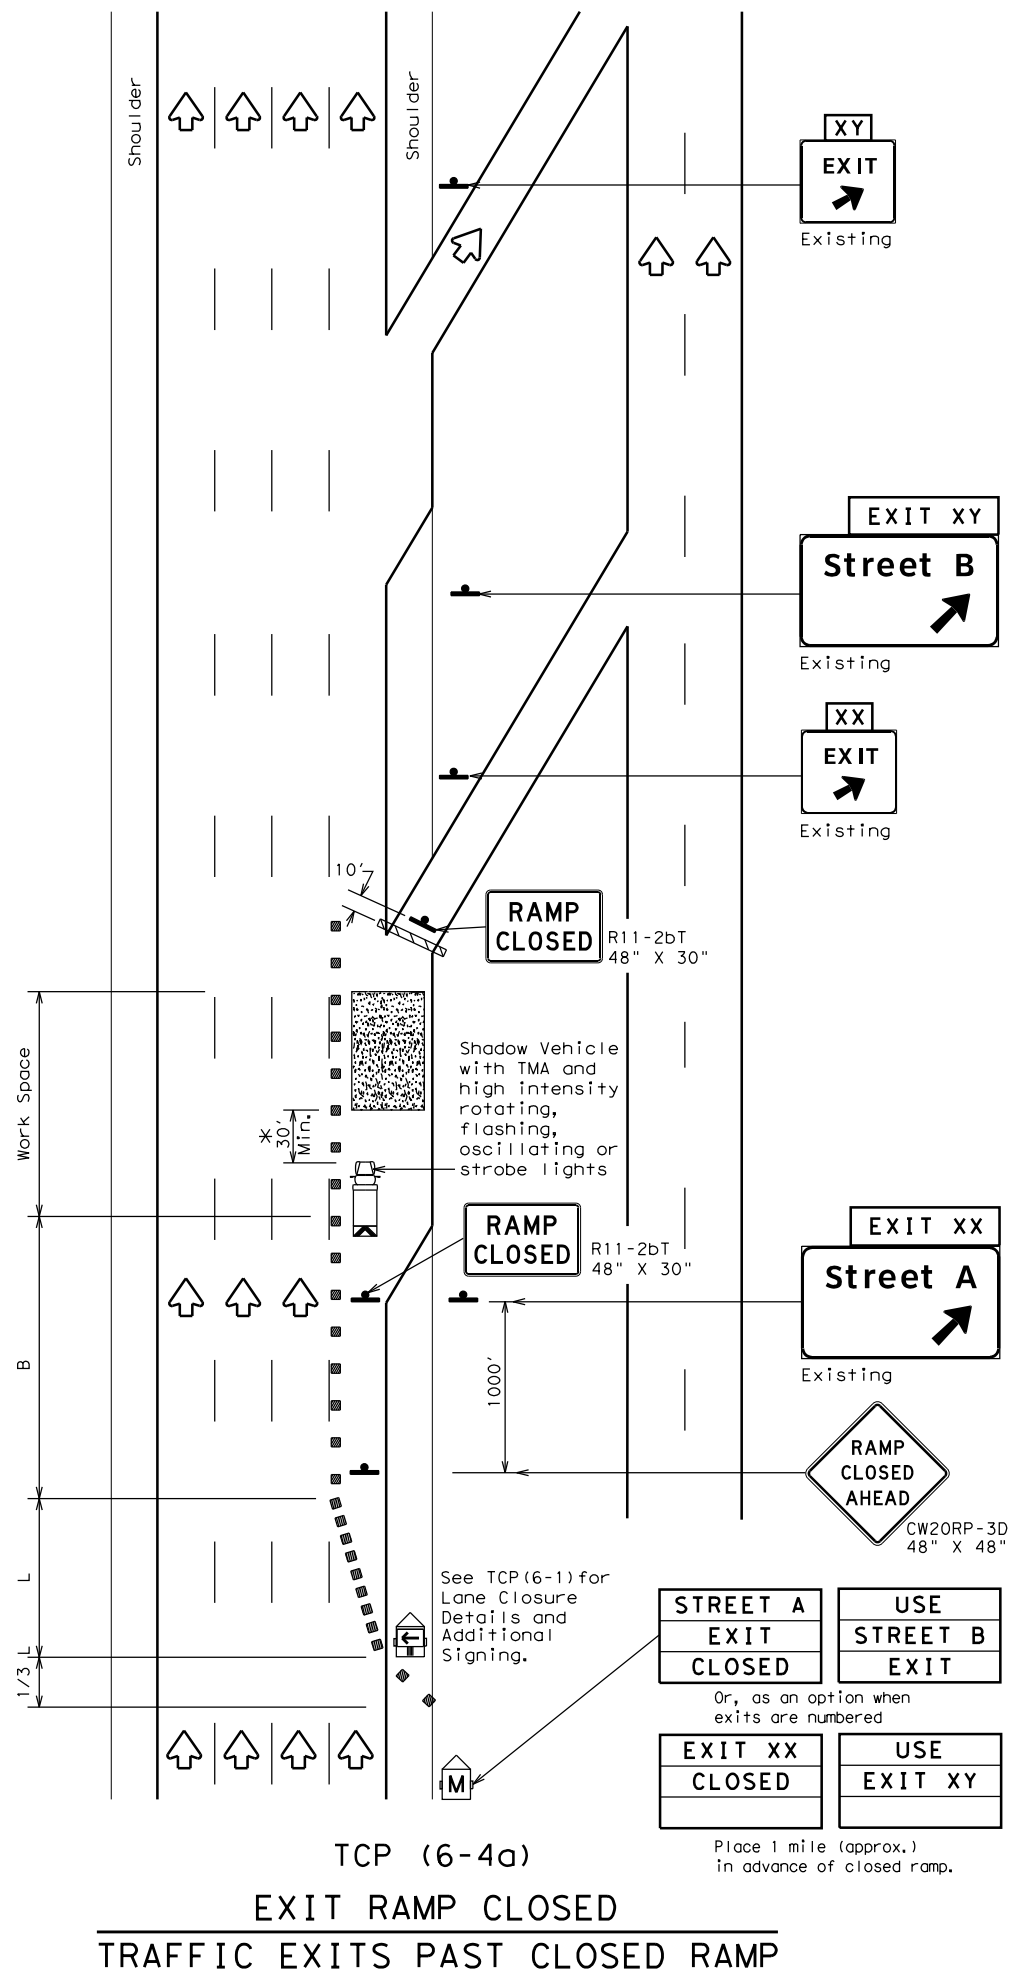 Shoulder
Shoulder
XY
EXIT
Existing
EXIT XY
Street B
Existing
XX
EXIT
Existing
10'
RAMP
CLOSED
R11-2bT
48" X 30"
Work Space
*
30'
Min.
Shadow Vehicle
with TMA and
high intensity
rotating,
flashing,
oscillating or
strobe lights
RAMP
CLOSED
R11-2bT
48" X 30"
EXIT XX
Street A
Existing
B
1000'
RAMP
CLOSED
AHEAD
CW20RP-3D
48" X 48"
L
1/3 L
See TCP(6-1)for
Lane Closure
Details and
Additional
Signing.
STREET A
EXIT
CLOSED
USE
STREET B
EXIT
Or, as an option when
exits are numbered
EXIT XX
CLOSED
USE
EXIT XY
M
Place 1 mile (approx.)
in advance of closed ramp.
TCP (6-4a)
EXIT RAMP CLOSED
TRAFFIC EXITS PAST CLOSED RAMP